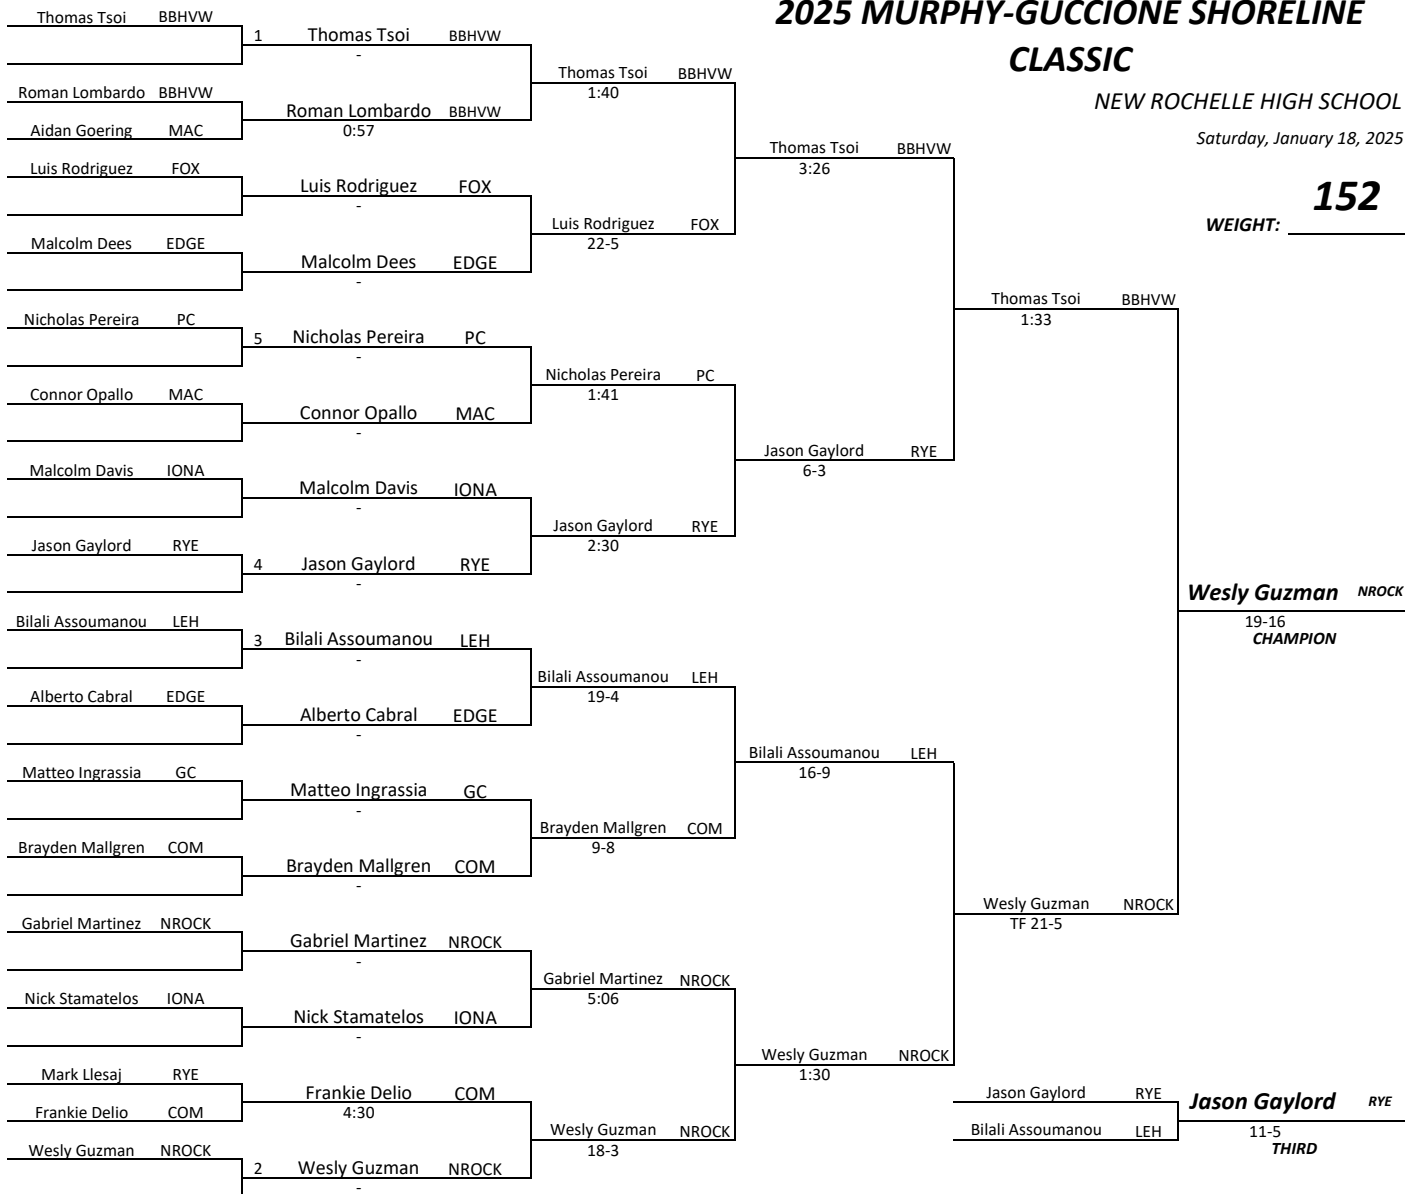 2025 MURPHY-GUCCIONE SHORELINE
CLASSIC
NEW ROCHELLE HIGH SCHOOL
Saturday, January 18, 2025
WEIGHT: 152
Thomas Tsoi BBHVW
Roman Lombardo BBHVW
Aidan Goering MAC
Luis Rodriguez FOX
Malcolm Dees EDGE
Nicholas Pereira PC
Connor Opallo MAC
Malcolm Davis IONA
Jason Gaylord RYE
Bilali Assoumanou LEH
Alberto Cabral EDGE
Matteo Ingrassia GC
Brayden Mallgren COM
Gabriel Martinez NROCK
Nick Stamatelos IONA
Mark Llesaj RYE
Frankie Delio COM
Wesly Guzman NROCK
1 Thomas Tsoi BBHVW
-
Roman Lombardo BBHVW
0:57
Luis Rodriguez FOX
-
Malcolm Dees EDGE
-
5 Nicholas Pereira PC
-
Connor Opallo MAC
-
Malcolm Davis IONA
-
4 Jason Gaylord RYE
-
3 Bilali Assoumanou LEH
-
Alberto Cabral EDGE
-
Matteo Ingrassia GC
-
Brayden Mallgren COM
-
Gabriel Martinez NROCK
-
Nick Stamatelos IONA
-
Frankie Delio COM
4:30
2 Wesly Guzman NROCK
-
Thomas Tsoi BBHVW
1:40
Luis Rodriguez FOX
22-5
Nicholas Pereira PC
1:41
Jason Gaylord RYE
2:30
Bilali Assoumanou LEH
19-4
Brayden Mallgren COM
9-8
Gabriel Martinez NROCK
5:06
Wesly Guzman NROCK
18-3
Thomas Tsoi BBHVW
3:26
Jason Gaylord RYE
6-3
Bilali Assoumanou LEH
16-9
Wesly Guzman NROCK
1:30
Thomas Tsoi BBHVW
1:33
Wesly Guzman NROCK
TF 21-5
Wesly Guzman NROCK
19-16
CHAMPION
Jason Gaylord RYE
Bilali Assoumanou LEH
Jason Gaylord RYE
11-5
THIRD